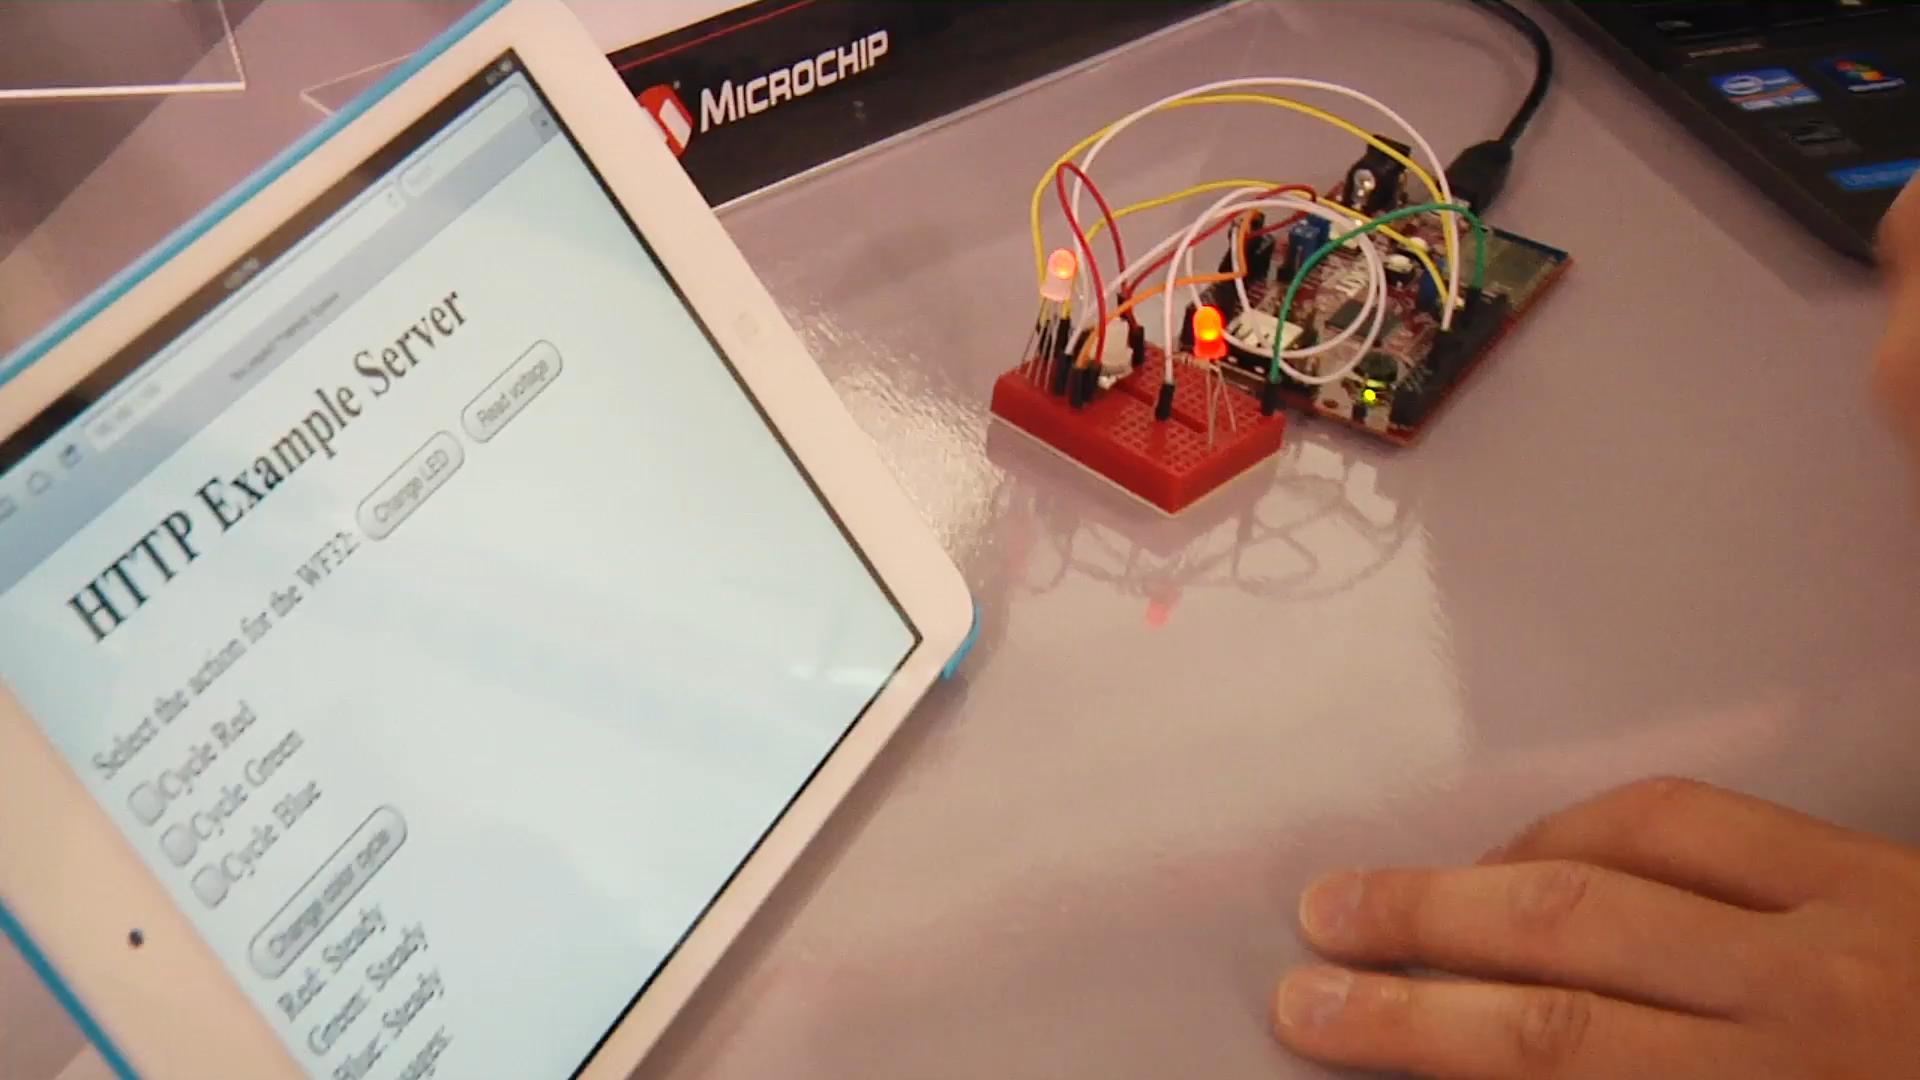 MICROCHIP
HTTP Example Server
Select the action for the WF32: Change LED Read voltage
Cycle Red
Cycle Green
Cycle Blue
Change color cycle
Red: Steady
Green: Steady
Blue: Steady